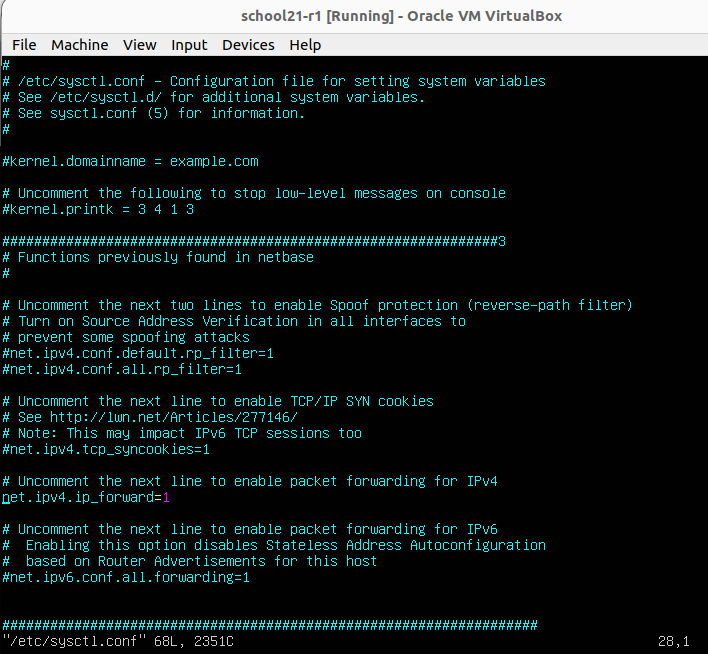 school21-r1 [Running] - Oracle VM VirtualBox
File Machine View Input Devices Help
#
# /etc/sysctl.conf - Configuration file for setting system variables
# See /etc/sysctl.d/ for additional system variables.
# See sysctl.conf (5) for information.
#
#kernel.domainname = example.com
# Uncomment the following to stop low-level messages on console
#kernel.printk = 3 4 1 3
##############################################################3
# Functions previously found in netbase
#
# Uncomment the next two lines to enable Spoof protection (reverse-path filter)
# Turn on Source Address Verification in all interfaces to
# prevent some spoofing attacks
#net.ipv4.conf.default.rp_filter=1
#net.ipv4.conf.all.rp_filter=1
# Uncomment the next line to enable TCP/IP SYN cookies
# See http://lwn.net/Articles/277146/
# Note: This may impact IPv6 TCP sessions too
#net.ipv4.tcp_syncookies=1
# Uncomment the next line to enable packet forwarding for IPv4
net.ipv4.ip_forward=1
# Uncomment the next line to enable packet forwarding for IPv6
#  Enabling this option disables Stateless Address Autoconfiguration
#  based on Router Advertisements for this host
#net.ipv6.conf.all.forwarding=1
###################################################################
"/etc/sysctl.conf" 68L, 2351C 28,1